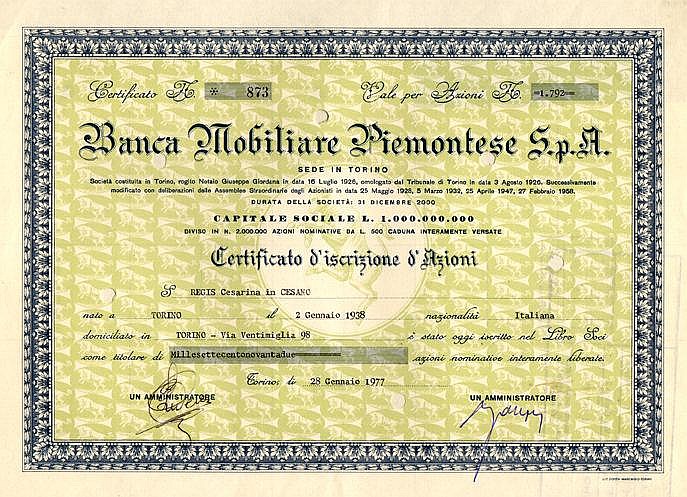 Certificato N. * 873 Vale per Azioni N. =1.792==
Banca Mobiliare Piemontese S.p.A.
SEDE IN TORINO
Società costituita in Torino, rogito Notaio Giuseppe Giordana in data 16 Luglio 1926, omologato dal Tribunale di Torino in data 3 Agosto 1926. Successivamente
modificato con deliberazioni delle Assemblee Straordinarie degli Azionisti in data 25 Maggio 1928, 5 Marzo 1932, 25 Aprile 1947, 27 Febbraio 1958.
DURATA DELLA SOCIETÀ: 31 DICEMBRE 2000
CAPITALE SOCIALE L. 1.000.000.000
DIVISO IN N. 2.000.000 AZIONI NOMINATIVE DA L. 500 CADUNA INTERAMENTE VERSATE
Certificato d'iscrizione d'Azioni
S REGIS Cesarina in CESANO
nato a TORINO il 2 Gennaio 1938 nazionalità Italiana
domiciliato in TORINO - Via Ventimiglia 98 è stato oggi iscritto nel Libro Soci
come titolare di Millesettecentonovantadue======== azioni nominative interamente liberate.
Torino: di 28 Gennaio 1977
UN AMMINISTRATORE UN AMMINISTRATORE